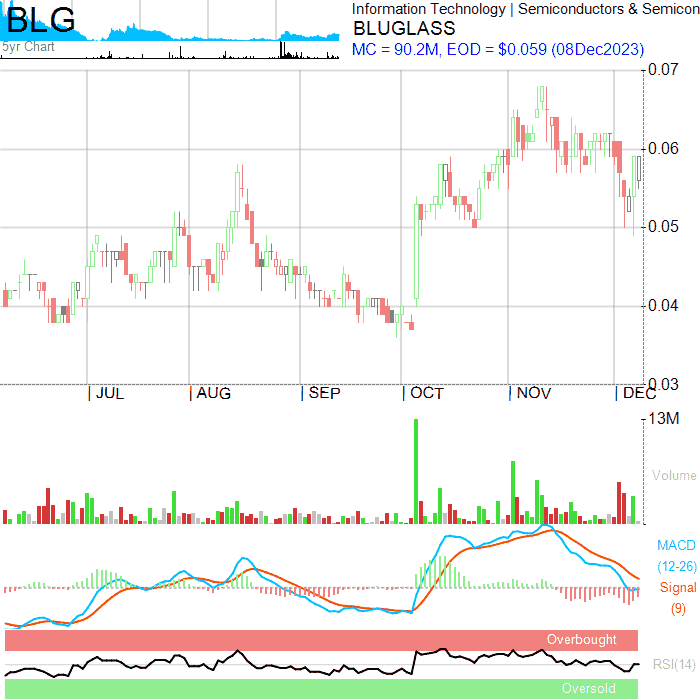 BLG
5yr Chart
Information Technology | Semiconductors & Semicon
BLUGLASS
MC = 90.2M, EOD = $0.059 (08Dec2023)
0.07
0.06
0.05
0.04
0.03
JUL AUG SEP OCT NOV DEC
13M
Volume
MACD
(12-26)
Signal
(9)
Overbought
RSI(14)
Oversold